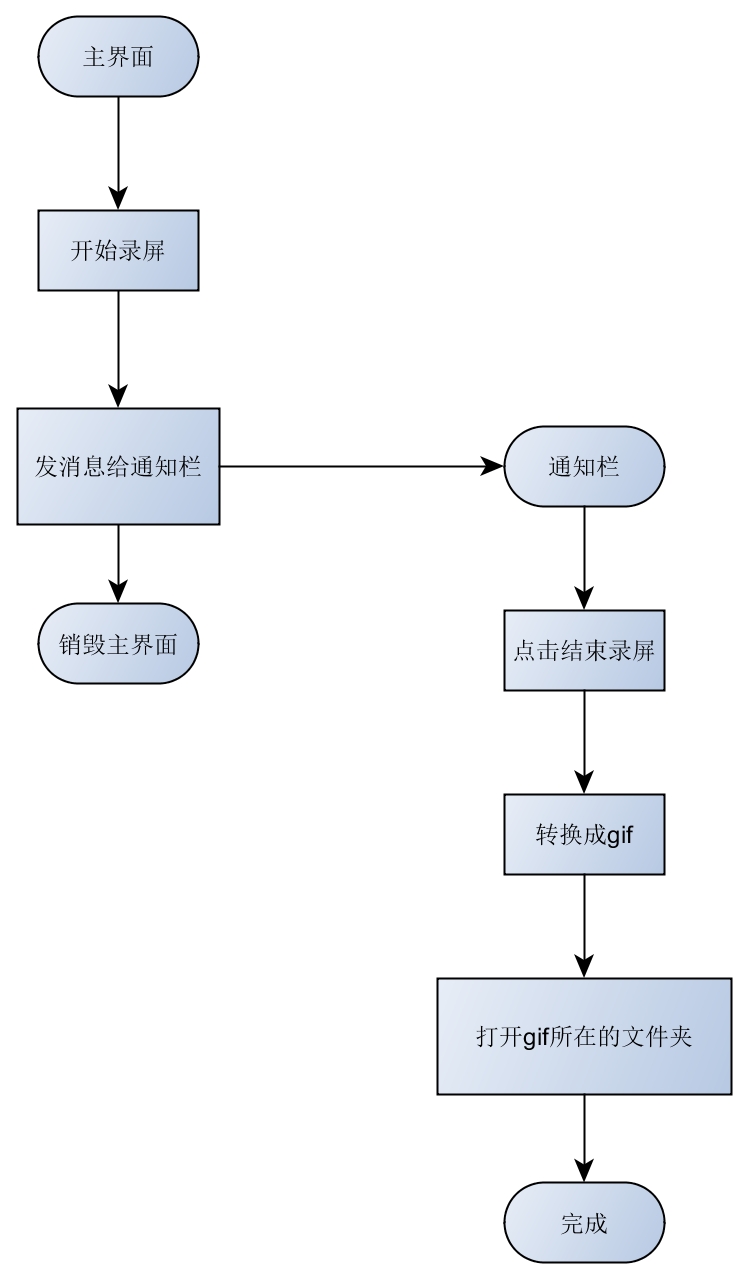 主界面
开始录屏
发消息给通知栏
销毁主界面
通知栏
点击结束录屏
转换成gif
打开gif所在的文件夹
完成